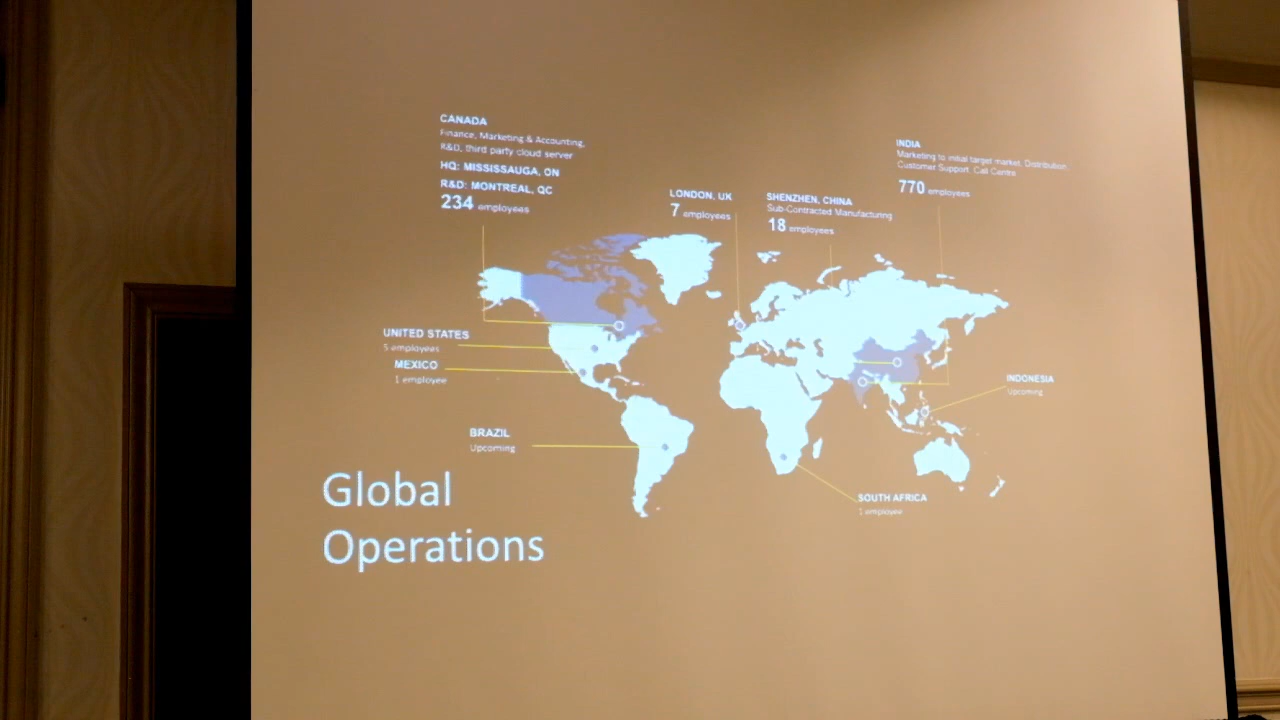 CANADA
Finance, Marketing & Accounting,
R&D, third party cloud server
HQ: MISSISSAUGA, ON
R&D: MONTREAL, QC
234 employees
LONDON, UK
7 employees
SHENZHEN, CHINA
Sub-Contracted Manufacturing
18 employees
INDIA
Marketing to initial target market, Distribution
Customer Support, Call Centre
770 employees
UNITED STATES
5 employees
MEXICO
1 employee
INDONESIA
Upcoming
BRAZIL
Upcoming
SOUTH AFRICA
1 employee
Global
Operations